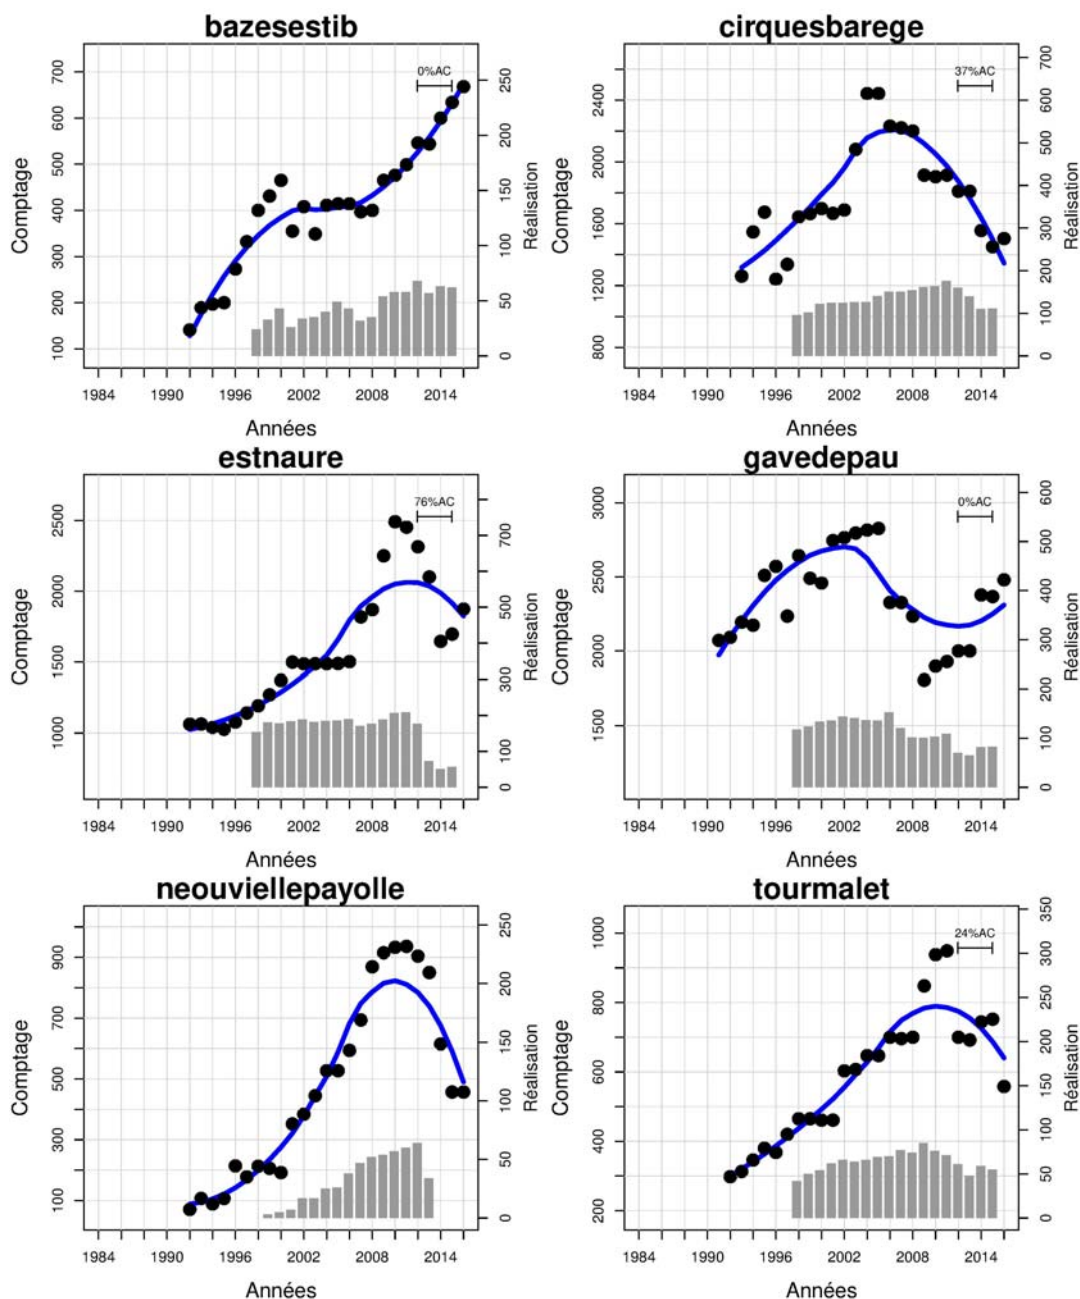 bazesestib
cirquesbarege
0%AC
37%AC
Comptage
100 200 300 400 500 600 700
Réalisation
0 50 100 150 200 250
1984 1990 1996 2002 2008 2014
Années
Comptage
800 1200 1600 2000 2400
Réalisation
0 100 200 300 400 500 600 700
1984 1990 1996 2002 2008 2014
Années
estnaure
gavedepau
76%AC
0%AC
Comptage
1000 1500 2000 2500
Réalisation
0 100 300 500 700
1984 1990 1996 2002 2008 2014
Années
Comptage
1500 2000 2500 3000
Réalisation
0 100 200 300 400 500 600
1984 1990 1996 2002 2008 2014
Années
neouviellepayolle
tourmalet
24%AC
Comptage
100 300 500 700 900
Réalisation
0 50 100 150 200 250
1984 1990 1996 2002 2008 2014
Années
Comptage
200 400 600 800 1000
Réalisation
0 50 100 150 200 250 300 350
1984 1990 1996 2002 2008 2014
Années